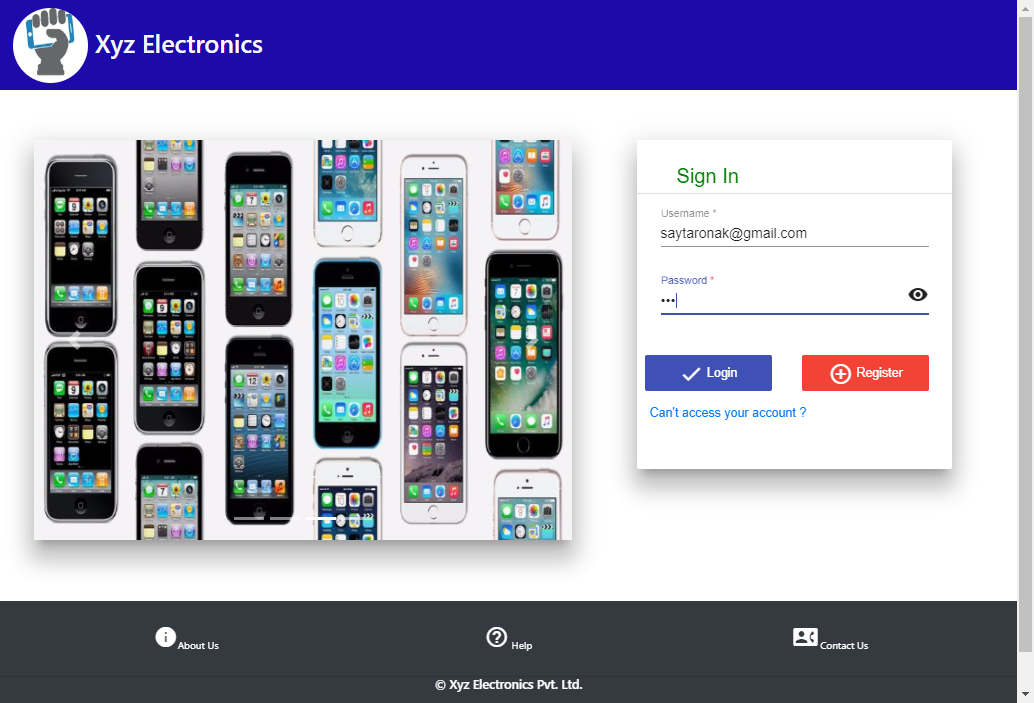 Xyz Electronics
Sign In
Username *
saytaronak@gmail.com
Password *
•••
Login
Register
Can't access your account ?
About Us
Help
Contact Us
© Xyz Electronics Pvt. Ltd.